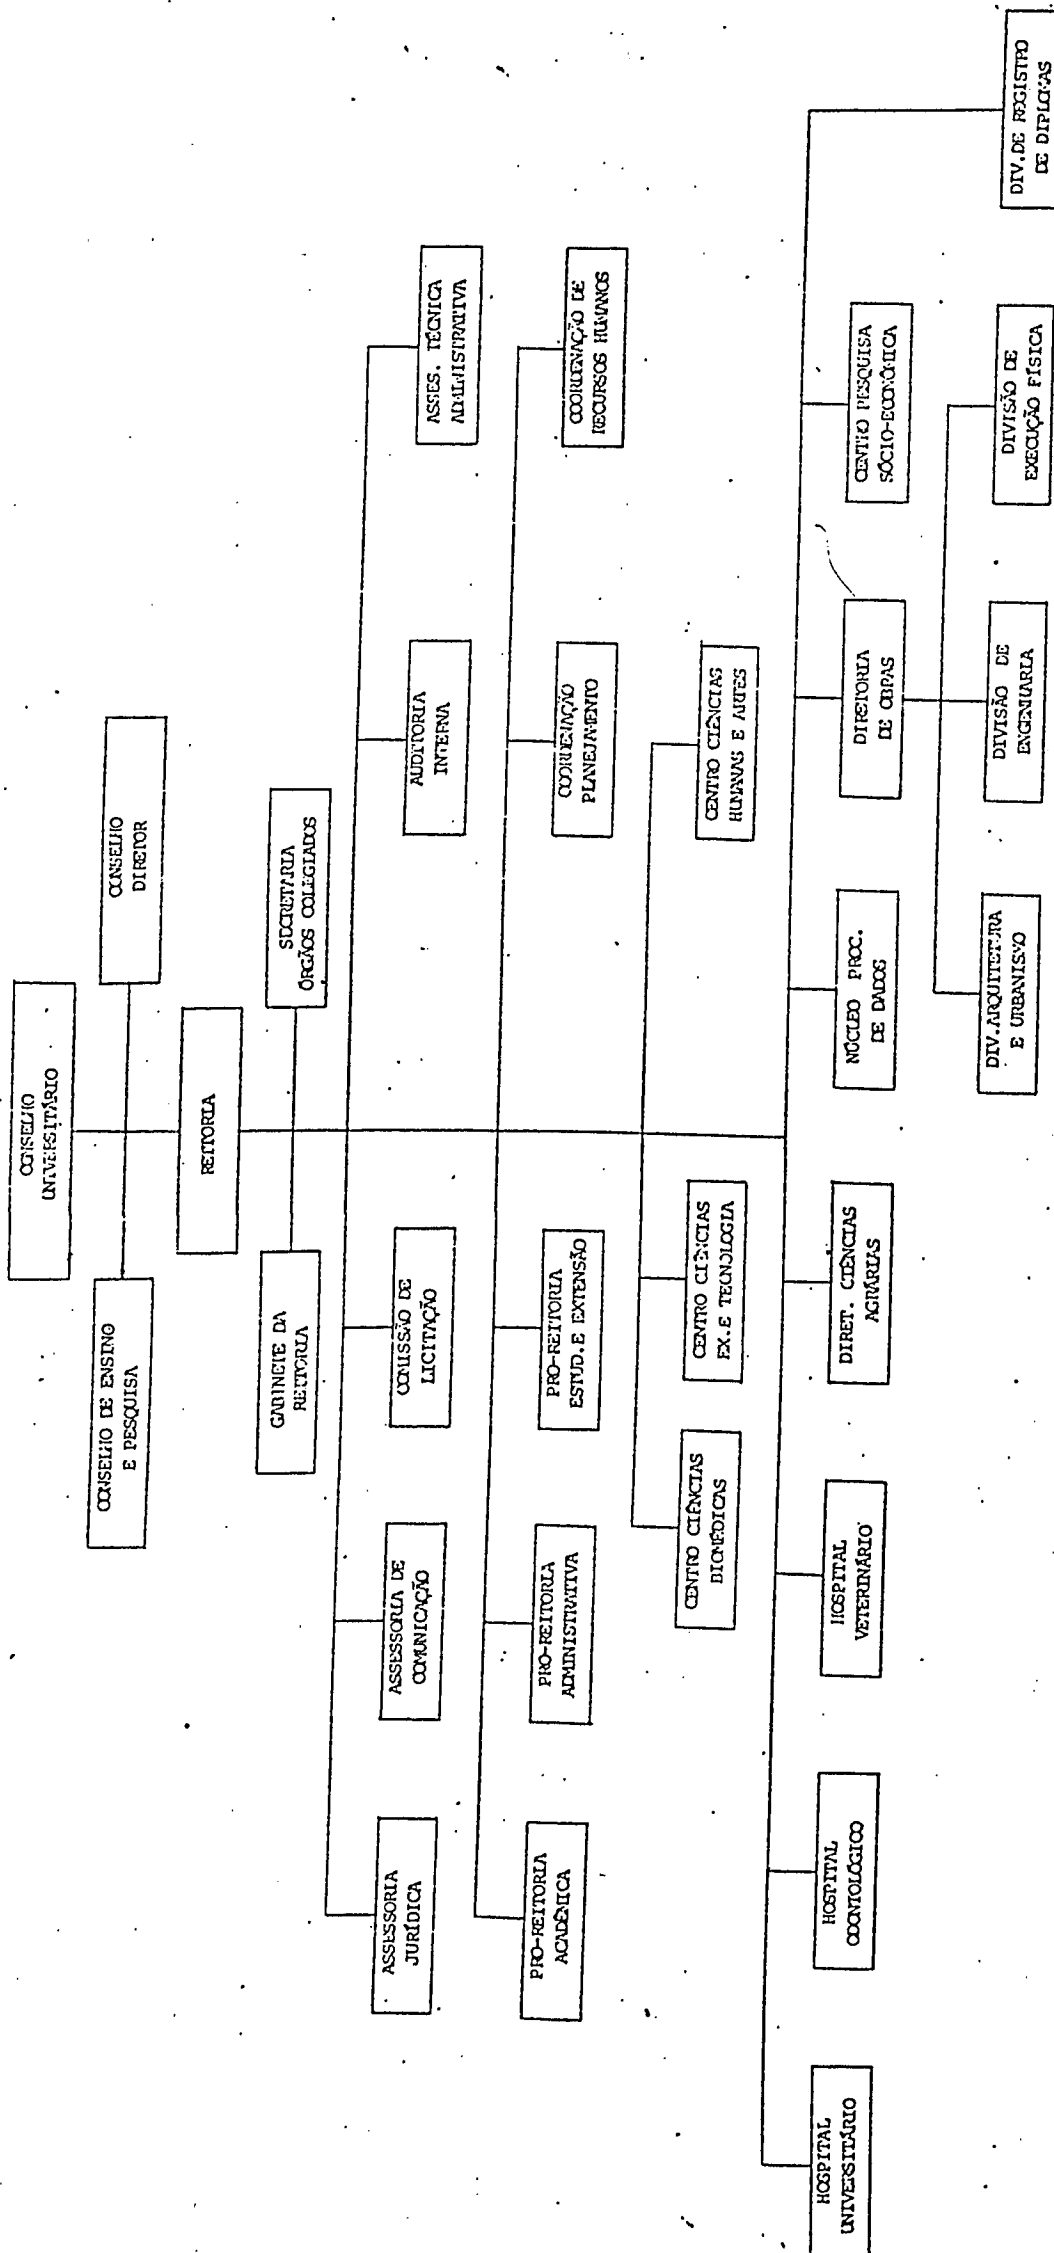 CONSELHO
UNIVERSITÁRIO
CONSELHO DE ENSINO
E PESQUISA
CONSELHO
DIRETOR
REITORIA
GABINETE DA
REITORIA
SECRETARIA
ÓRGÃOS COLEGIADOS
ASSESSORIA
JURÍDICA
ASSESSORIA DE
COMUNICAÇÃO
COMISSÃO DE
LICITAÇÃO
AUDITORIA
INTERNA
ASSES. TÉCNICA
ADMINISTRATIVA
PRO-REITORIA
ACADÊMICA
PRO-REITORIA
ADMINISTRATIVA
PRO-REITORIA
ESTUD.E EXTENSÃO
COORDENAÇÃO
PLANEJAMENTO
COORDENAÇÃO DE
RECURSOS HUMANOS
CENTRO CIÊNCIAS
BIOMÉDICAS
CENTRO CIÊNCIAS
EX.E TECNOLOGIA
CENTRO CIÊNCIAS
HUMANAS E ARTES
HOSPITAL
UNIVERSITÁRIO
HOSPITAL
ODONTOLÓGICO
HOSPITAL
VETERINÁRIO
DIRET. CIÊNCIAS
AGRÁRIAS
NÚCLEO PROC.
DE DADOS
DIRETORIA
DE OBRAS
CENTRO PESQUISA
SÓCIO-ECONÔMICA
DIV.DE REGISTRO
DE DIPLOMAS
DIV.ARQUITETURA
E URBANISMO
DIVISÃO DE
ENGENHARIA
DIVISÃO DE
EXECUÇÃO FÍSICA